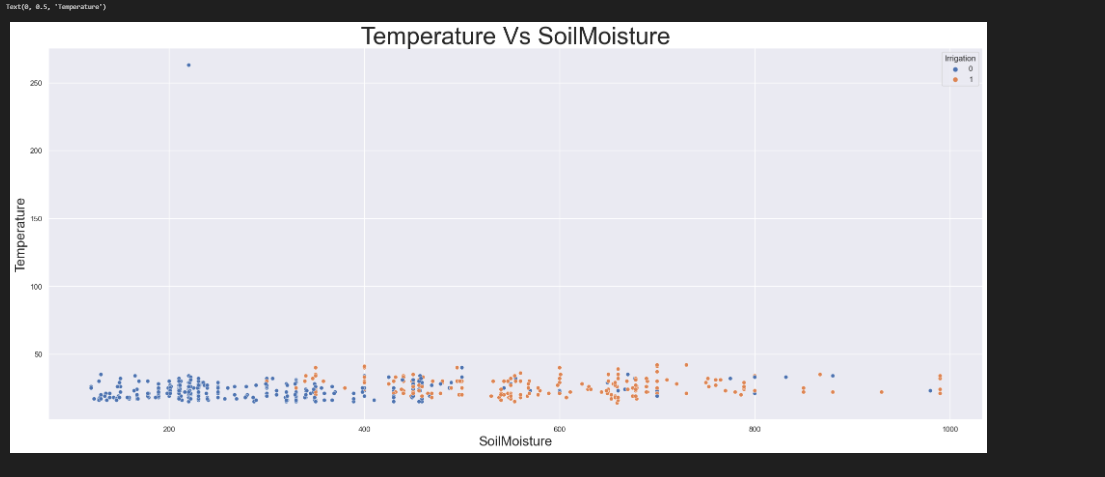 Text(0, 0.5, 'Temperature')
Temperature Vs SoilMoisture
Irrigation
0
1
250
200
150
100
50
Temperature
200 400 600 800 1000
SoilMoisture